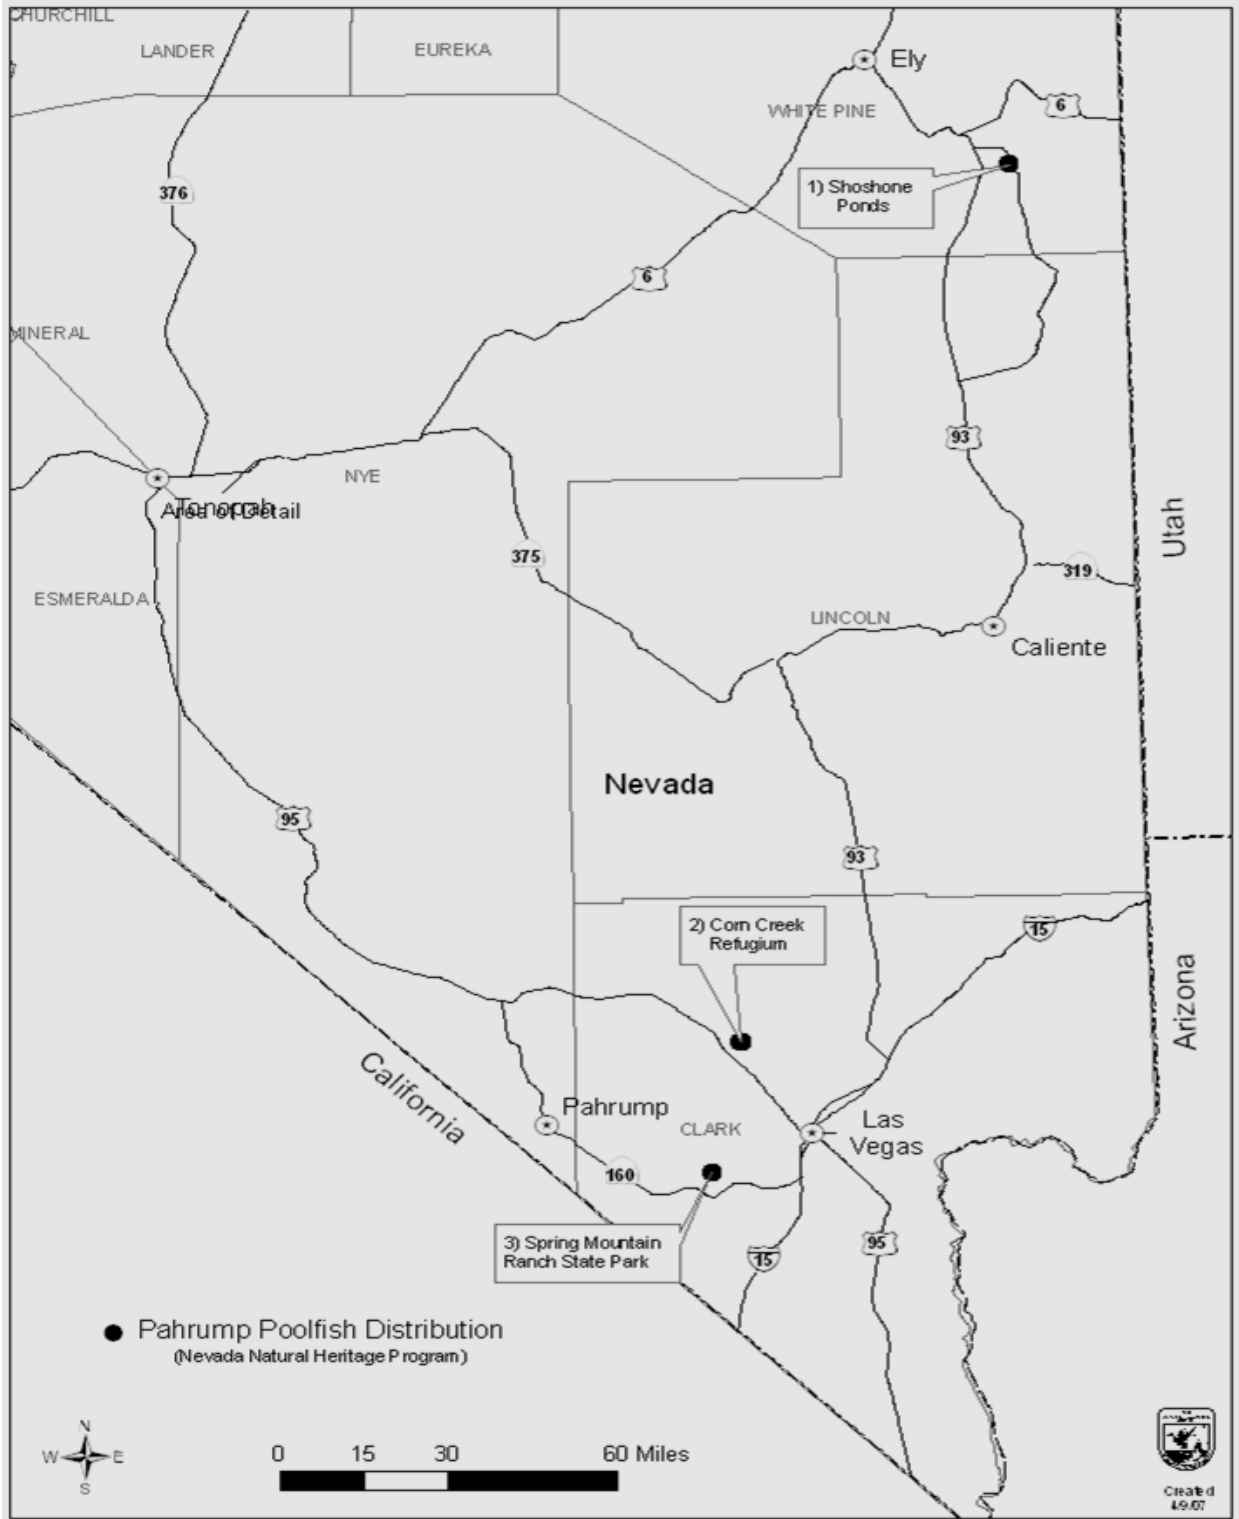 CHURCHILL
LANDER
EUREKA
Ely
WHITE PINE
6
376
1) Shoshone
Ponds
6
MINERAL
93
NYE
Tonopah
Area of Detail
375
Utah
319
ESMERALDA
LINCOLN
Caliente
Nevada
95
93
2) Corn Creek
Refugium
15
Arizona
California
Pahrump
CLARK
Las
Vegas
160
3) Spring Mountain
Ranch State Park
15
95
Pahrump Poolfish Distribution
(Nevada Natural Heritage Program)
N
W E
S
0 15 30 60 Miles
Created
4/9/07